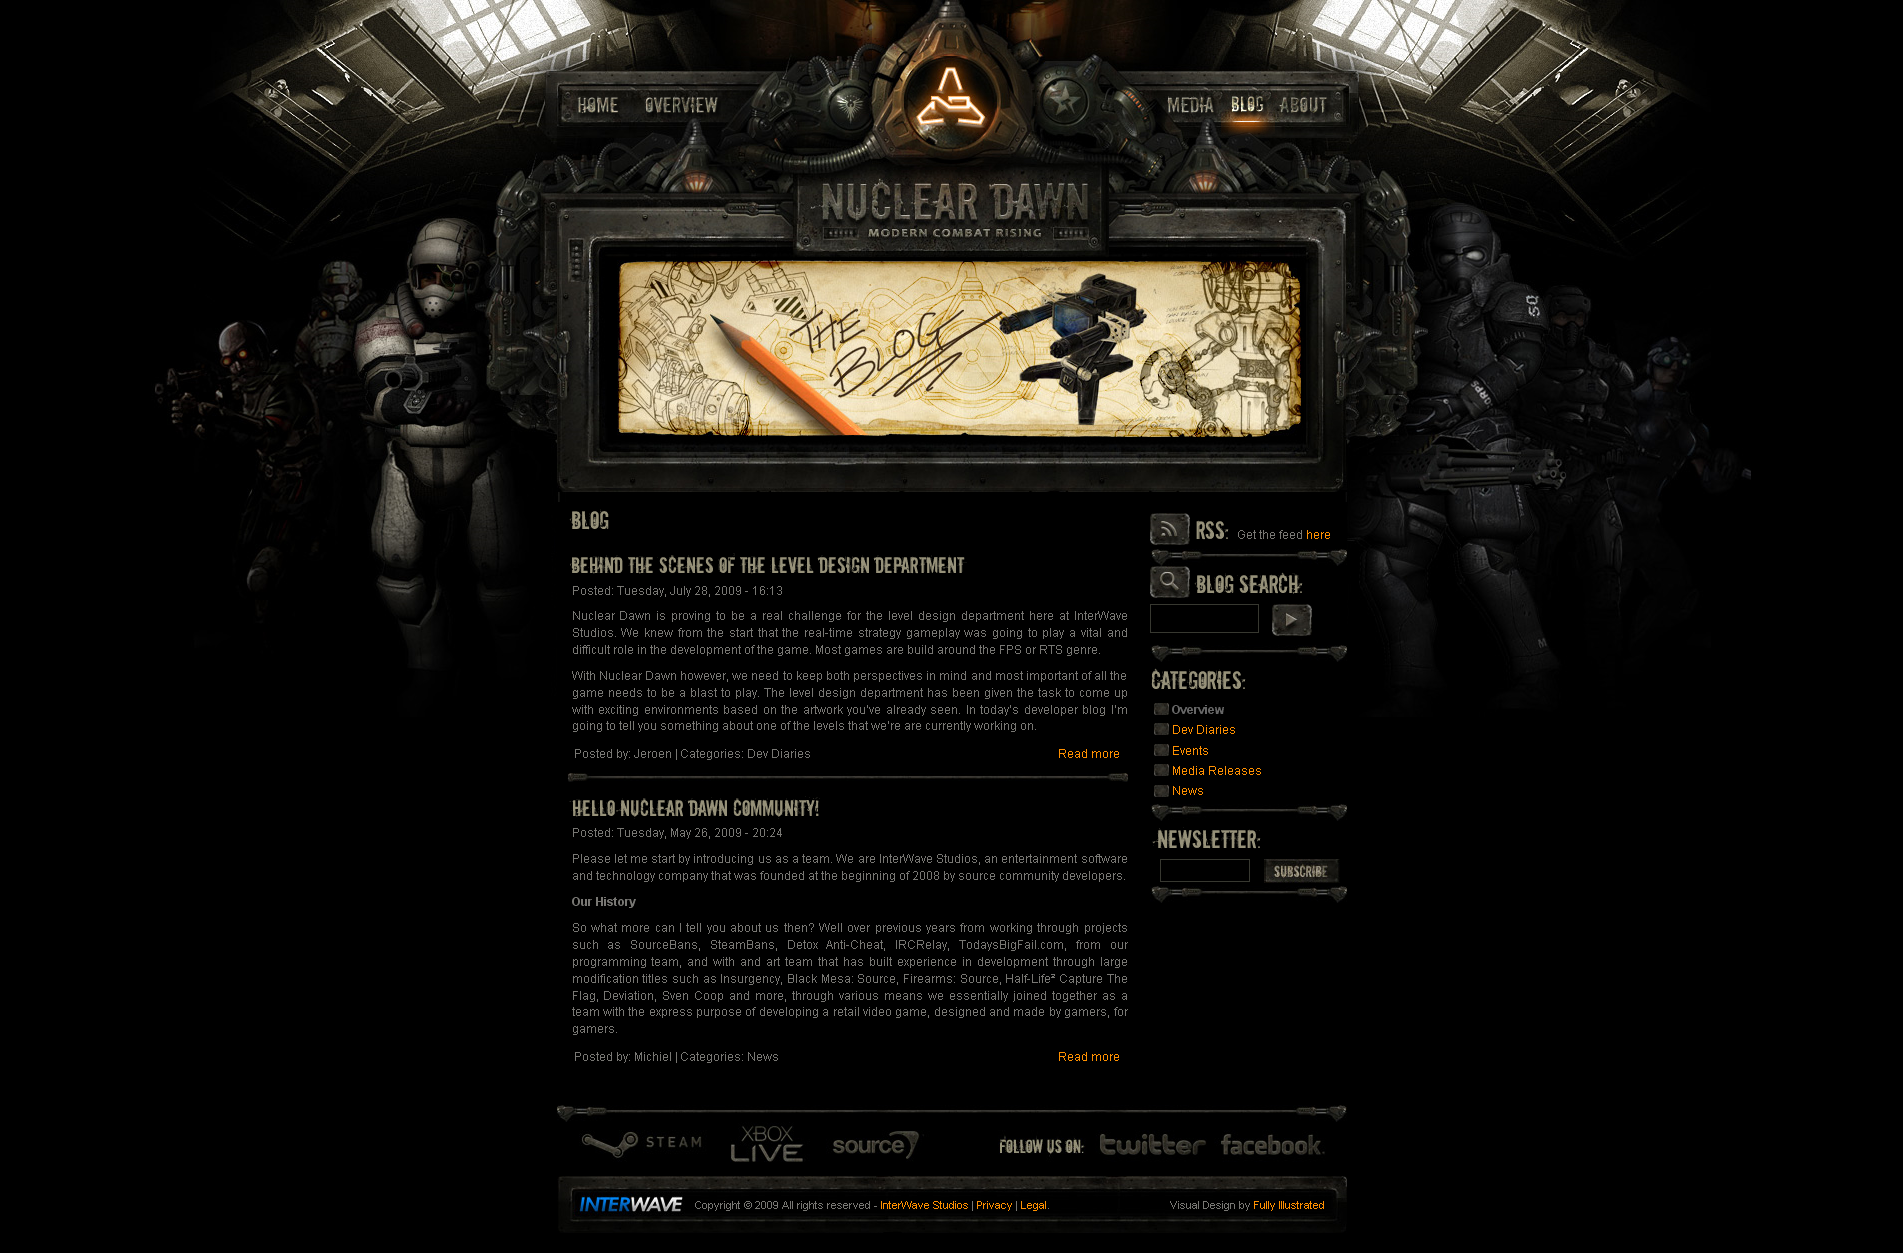 HOME OVERVIEW MEDIA BLOG ABOUT
NUCLEAR DAWN
MODERN COMBAT RISING
THE
BLOG
BLOG
BEHIND THE SCENES OF THE LEVEL DESIGN DEPARTMENT
Posted: Tuesday, July 28, 2009 - 16:13
Nuclear Dawn is proving to be a real challenge for the level design department here at InterWave
Studios. We knew from the start that the real-time strategy gameplay was going to play a vital and
difficult role in the development of the game. Most games are build around the FPS or RTS genre.
With Nuclear Dawn however, we need to keep both perspectives in mind and most important of all the
game needs to be a blast to play. The level design department has been given the task to come up
with exciting environments based on the artwork you've already seen. In today's developer blog I'm
going to tell you something about one of the levels that we're are currently working on.
Posted by: Jeroen | Categories: Dev Diaries Read more
HELLO NUCLEAR DAWN COMMUNITY!
Posted: Tuesday, May 26, 2009 - 20:24
Please let me start by introducing us as a team. We are InterWave Studios, an entertainment software
and technology company that was founded at the beginning of 2008 by source community developers.
Our History
So what more can I tell you about us then? Well over previous years from working through projects
such as SourceBans, SteamBans, Detox Anti-Cheat, IRCRelay, TodaysBigFail.com, from our
programming team, and with and art team that has built experience in development through large
modification titles such as Insurgency, Black Mesa: Source, Firearms: Source, Half-Life² Capture The
Flag, Deviation, Sven Coop and more, through various means we essentially joined together as a
team with the express purpose of developing a retail video game, designed and made by gamers, for
gamers.
Posted by: Michiel | Categories: News Read more
RSS: Get the feed here
BLOG SEARCH:
CATEGORIES:
Overview
Dev Diaries
Events
Media Releases
News
NEWSLETTER:
SUBSCRIBE
STEAM XBOX LIVE source FOLLOW US ON: twitter facebook.
INTERWAVE Copyright © 2009 All rights reserved - InterWave Studios | Privacy | Legal. Visual Design by Fully Illustrated